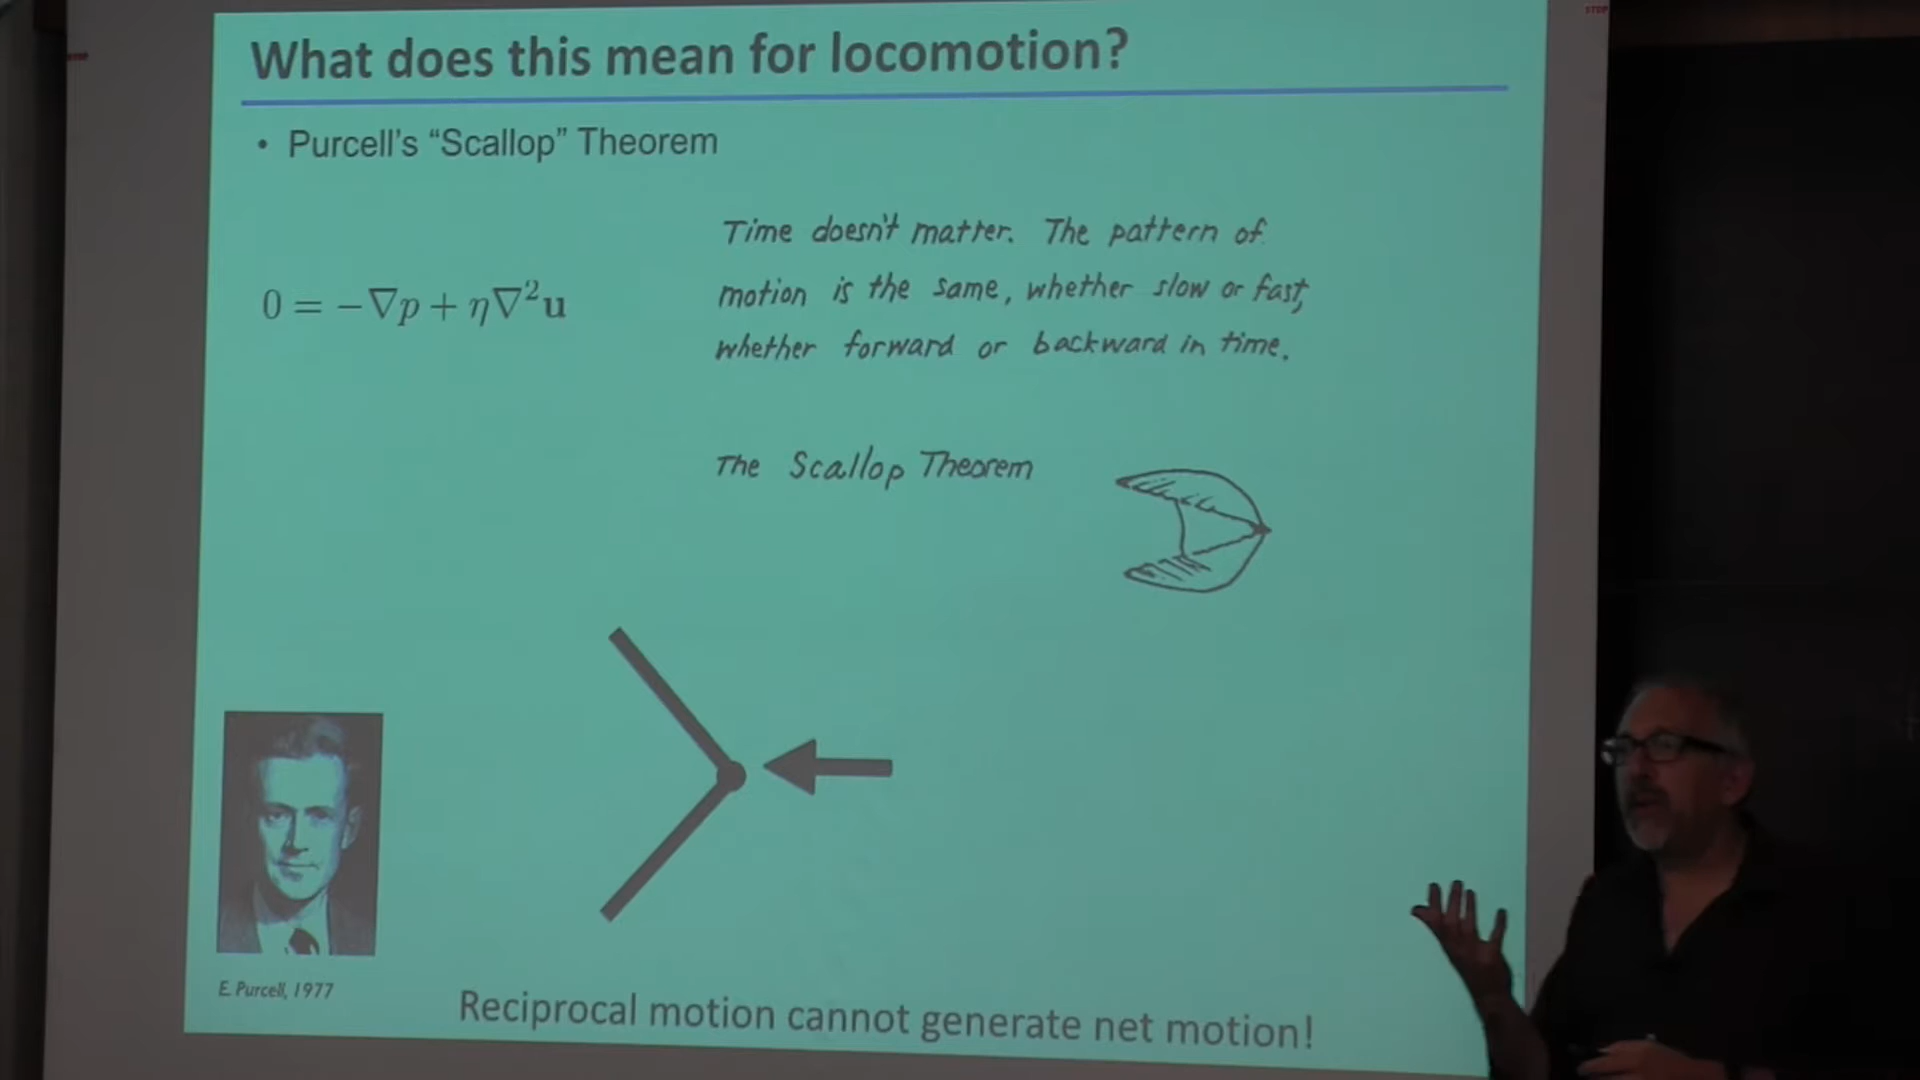 What does this mean for locomotion?
• Purcell's “Scallop” Theorem
Time doesn't matter. The pattern of
motion is the same, whether slow or fast,
whether forward or backward in time.
0 = −∇p + η∇²u
The Scallop Theorem
E. Purcell, 1977
Reciprocal motion cannot generate net motion!
STOP